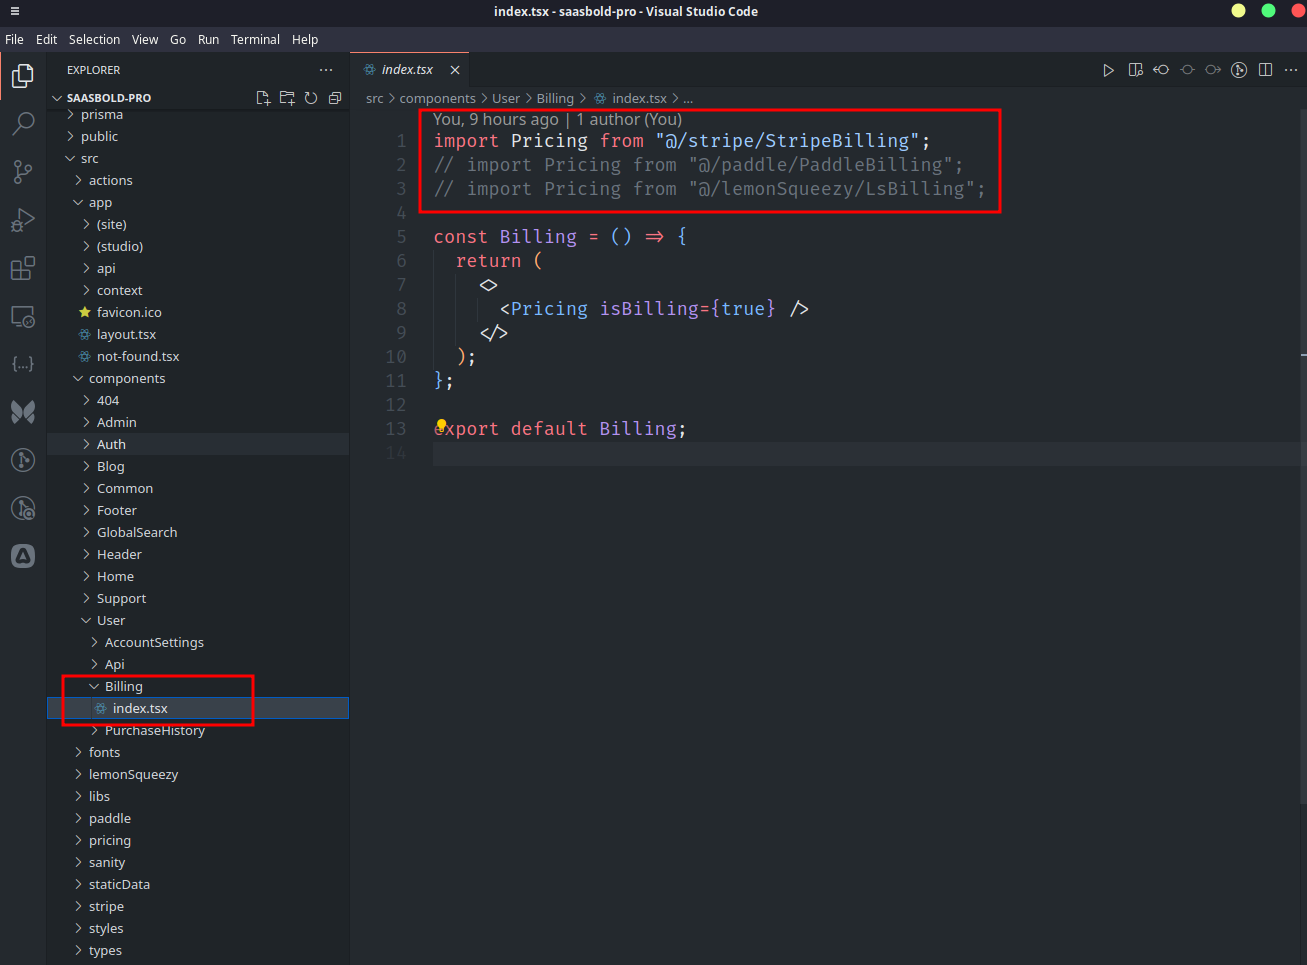 index.tsx - saasbold-pro - Visual Studio Code
File Edit Selection View Go Run Terminal Help
EXPLORER
SAASBOLD-PRO
prisma
public
src
actions
app
(site)
(studio)
api
context
favicon.ico
layout.tsx
not-found.tsx
components
404
Admin
Auth
Blog
Common
Footer
GlobalSearch
Header
Home
Support
User
AccountSettings
Api
Billing
index.tsx
PurchaseHistory
fonts
lemonSqueezy
libs
paddle
pricing
sanity
staticData
stripe
styles
types
index.tsx
src > components > User > Billing > index.tsx > ...
You, 9 hours ago | 1 author (You)
1 import Pricing from "@/stripe/StripeBilling";
2 // import Pricing from "@/paddle/PaddleBilling";
3 // import Pricing from "@/lemonSqueezy/LsBilling";
4
5 const Billing = () => {
6 return (
7 <>
8 <Pricing isBilling={true} />
9 </>
10 );
11 };
12
13 export default Billing;
14